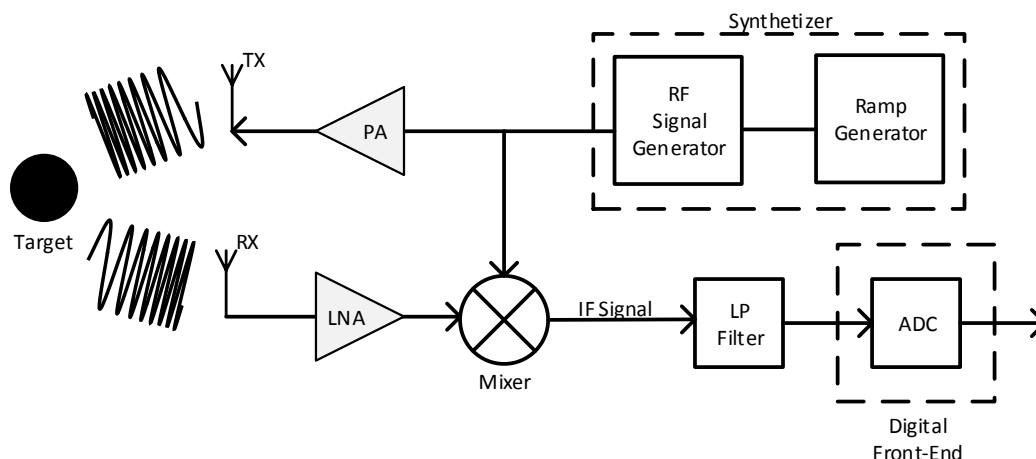 Synthetizer
TX
RF
Signal
Generator
Ramp
Generator
PA
Target
RX
LNA
Mixer
IF Signal
LP
Filter
ADC
Digital
Front-End